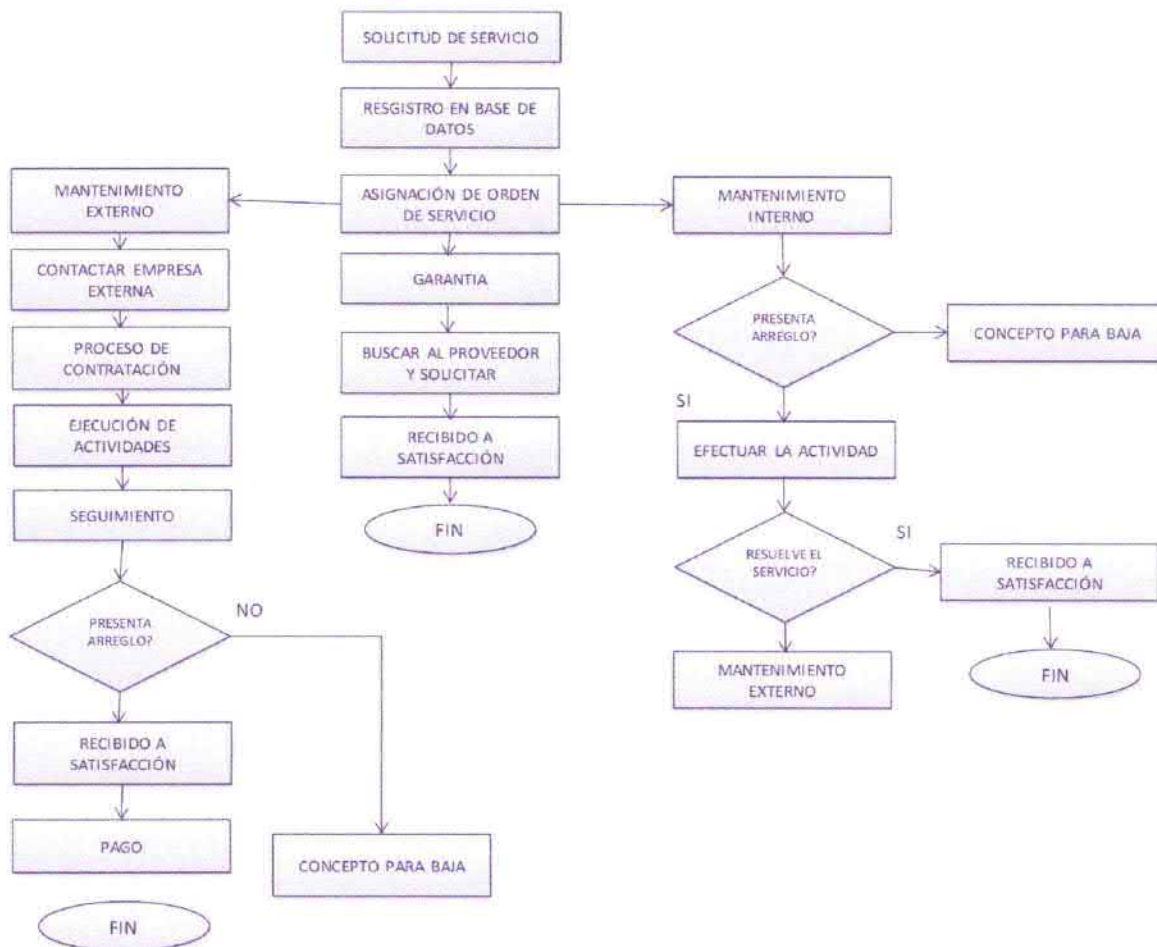 SOLICITUD DE SERVICIO
RESGISTRO EN BASE DE
DATOS
ASIGNACIÓN DE ORDEN
DE SERVICIO
MANTENIMIENTO
EXTERNO
CONTACTAR EMPRESA
EXTERNA
PROCESO DE
CONTRATACIÓN
EJECUCIÓN DE
ACTIVIDADES
SEGUIMIENTO
PRESENTA
ARREGLO?
NO
RECIBIDO A
SATISFACCIÓN
PAGO
FIN
CONCEPTO PARA BAJA
GARANTIA
BUSCAR AL PROVEEDOR
Y SOLICITAR
RECIBIDO A
SATISFACCIÓN
FIN
MANTENIMIENTO
INTERNO
PRESENTA
ARREGLO?
CONCEPTO PARA BAJA
SI
EFECTUAR LA ACTIVIDAD
RESUELVE EL
SERVICIO?
SI
RECIBIDO A
SATISFACCIÓN
FIN
MANTENIMIENTO
EXTERNO